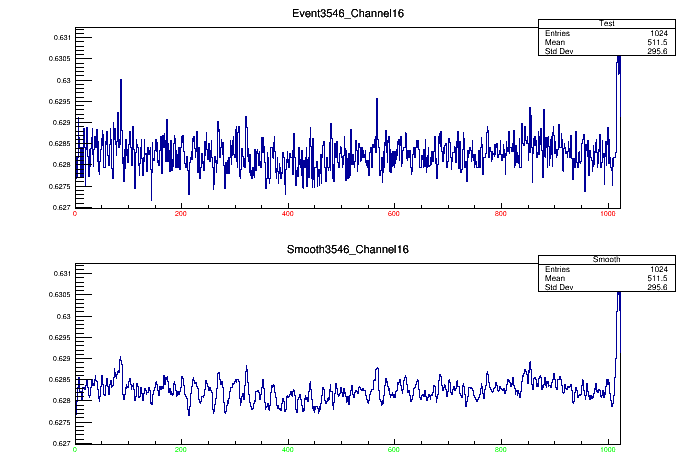 Event3546_Channel16
Test
Entries 1024
Mean 511.5
Std Dev 295.6
0.631
0.6305
0.63
0.6295
0.629
0.6285
0.628
0.6275
0.627
0 200 400 600 800 1000
Smooth3546_Channel16
Smooth
Entries 1024
Mean 511.5
Std Dev 295.6
0.631
0.6305
0.63
0.6295
0.629
0.6285
0.628
0.6275
0.627
0 200 400 600 800 1000